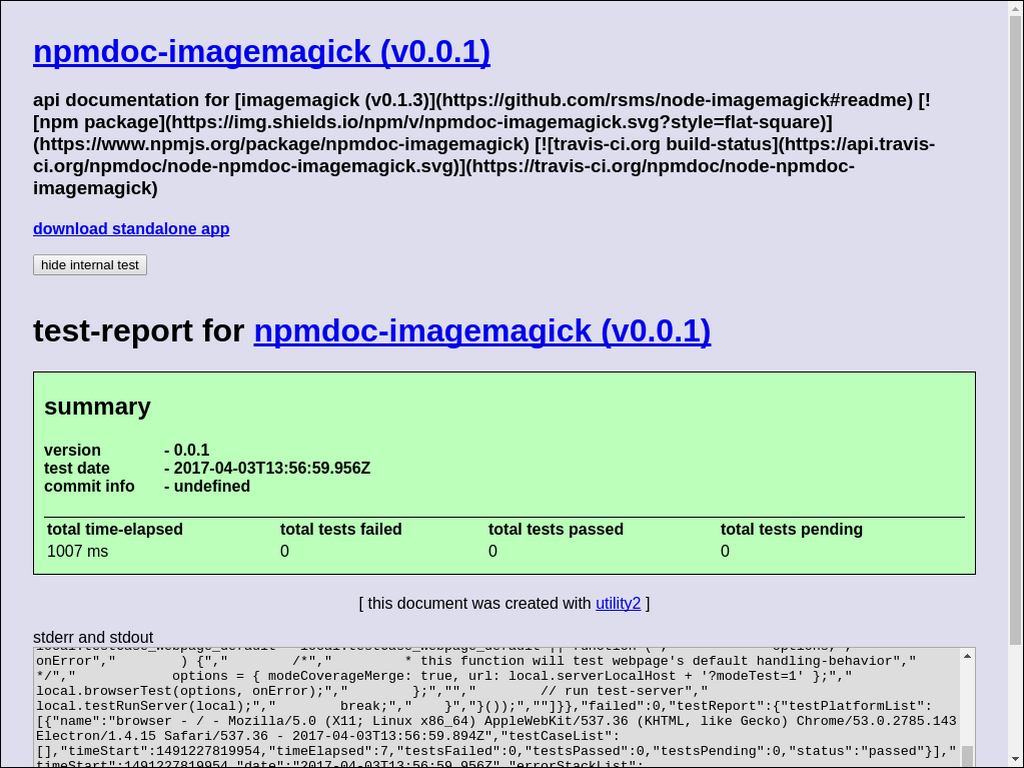 npmdoc-imagemagick (v0.0.1)
api documentation for [imagemagick (v0.1.3)](https://github.com/rsms/node-imagemagick#readme) [!
[npm package](https://img.shields.io/npm/v/npmdoc-imagemagick.svg?style=flat-square)]
(https://www.npmjs.org/package/npmdoc-imagemagick) [![travis-ci.org build-status](https://api.travis-
ci.org/npmdoc/node-npmdoc-imagemagick.svg)](https://travis-ci.org/npmdoc/node-npmdoc-
imagemagick)
download standalone app
hide internal test
test-report for npmdoc-imagemagick (v0.0.1)
summary
version - 0.0.1
test date - 2017-04-03T13:56:59.956Z
commit info - undefined
total time-elapsed total tests failed total tests passed total tests pending
1007 ms 0 0 0
[ this document was created with utility2 ]
stderr and stdout
onError","        ) {","        /*","         * this function will test webpage's default handling-behavior","
*/","            options = { modeCoverageMerge: true, url: local.serverLocalHost + '?modeTest=1' };","
local.browserTest(options, onError);","        };","","        // run test-server","
local.testRunServer(local);","        break;","    }","}());","",""]}},"failed":0,"testReport":{"testPlatformList":
[{"name":"browser - / - Mozilla/5.0 (X11; Linux x86_64) AppleWebKit/537.36 (KHTML, like Gecko) Chrome/53.0.2785.143
Electron/1.4.15 Safari/537.36 - 2017-04-03T13:56:59.894Z","testCaseList":
[],"timeStart":1491227819954,"timeElapsed":7,"testsFailed":0,"testsPassed":0,"testsPending":0,"status":"passed"}],"
timeStart":1491227819954,"date":"2017-04-03T13:56:59.956Z","errorStackList":